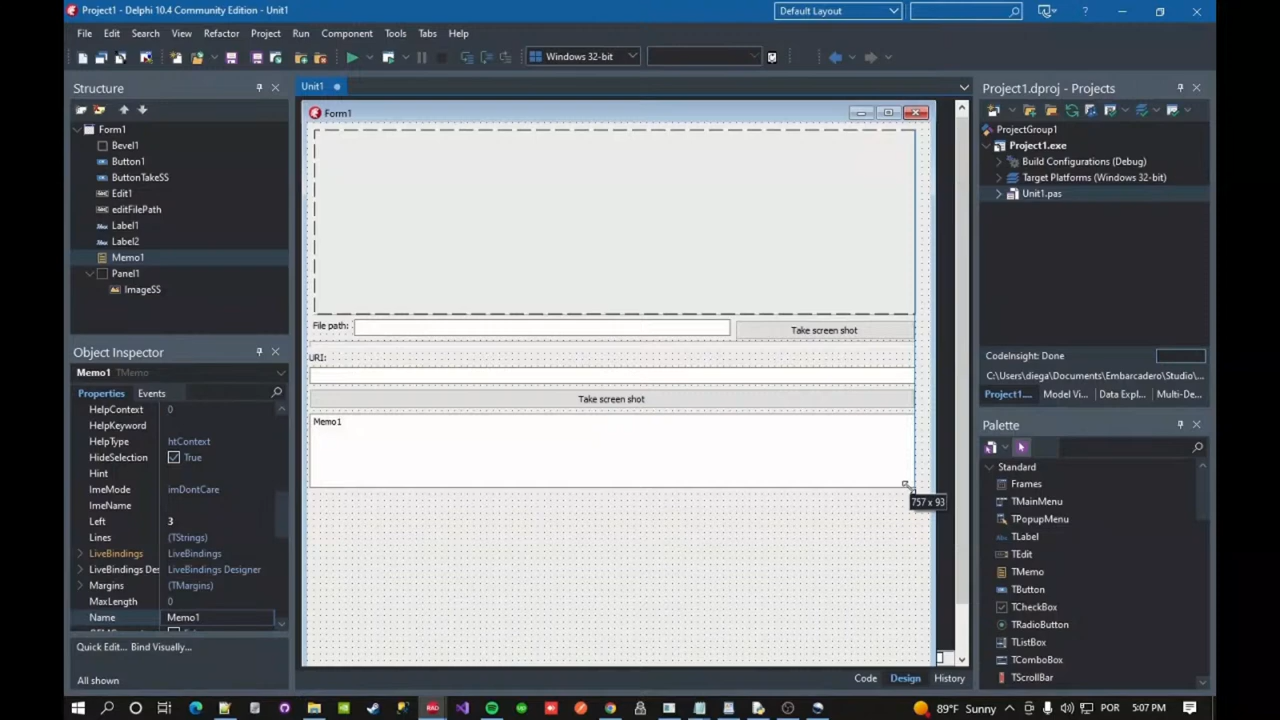 Project1 - Delphi 10.4 Community Edition - Unit1
Default Layout
File Edit Search View Refactor Project Run Component Tools Tabs Help
Windows 32-bit
Structure
Form1
Bevel1
Button1
ButtonTakeSS
Edit1
editFilePath
Label1
Label2
Memo1
Panel1
ImageSS
Object Inspector
Memo1 TMemo
Properties Events
HelpContext 0
HelpKeyword
HelpType htContext
HideSelection True
Hint
ImeMode imDontCare
ImeName
Left 3
Lines (TStrings)
LiveBindings LiveBindings
LiveBindings Des LiveBindings Designer
Margins (TMargins)
MaxLength 0
Name Memo1
Quick Edit... Bind Visually...
All shown
Unit1
Form1
File path:
Take screen shot
URI:
Take screen shot
Memo1
757 x 93
Code Design History
Project1.dproj - Projects
ProjectGroup1
Project1.exe
Build Configurations (Debug)
Target Platforms (Windows 32-bit)
Unit1.pas
CodeInsight: Done
C:\Users\diega\Documents\Embarcadero\Studio\...
Project1.... Model Vi... Data Expl... Multi-De...
Palette
Standard
Frames
TMainMenu
TPopupMenu
TLabel
TEdit
TMemo
TButton
TCheckBox
TRadioButton
TListBox
TComboBox
TScrollBar
RAD
89°F Sunny
POR
5:07 PM